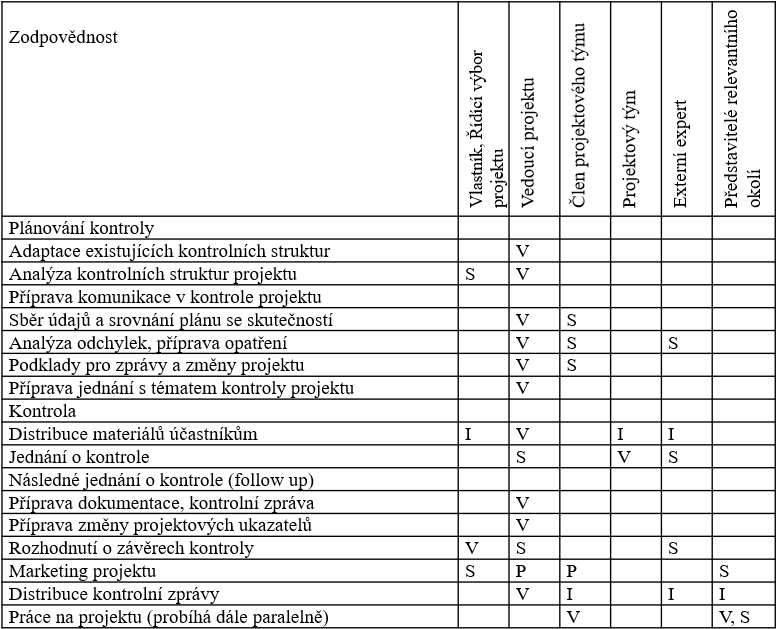 Zodpovědnost
Vlastník, Řídící výbor
projektu
Vedoucí projektu
Člen projektového týmu
Projektový tým
Externí expert
Představitelé relevantního
okolí
Plánování kontroly
Adaptace existujících kontrolních struktur V
Analýza kontrolních struktur projektu S V
Příprava komunikace v kontrole projektu
Sběr údajů a srovnání plánu se skutečností V S
Analýza odchylek, příprava opatření V S S
Podklady pro zprávy a změny projektu V S
Příprava jednání s tématem kontroly projektu V
Kontrola
Distribuce materiálů účastníkům I V I I
Jednání o kontrole S V S
Následné jednání o kontrole (follow up)
Příprava dokumentace, kontrolní zpráva V
Příprava změny projektových ukazatelů V
Rozhodnutí o závěrech kontroly V S S
Marketing projektu S P P S
Distribuce kontrolní zprávy V I I I
Práce na projektu (probíhá dále paralelně) V V, S